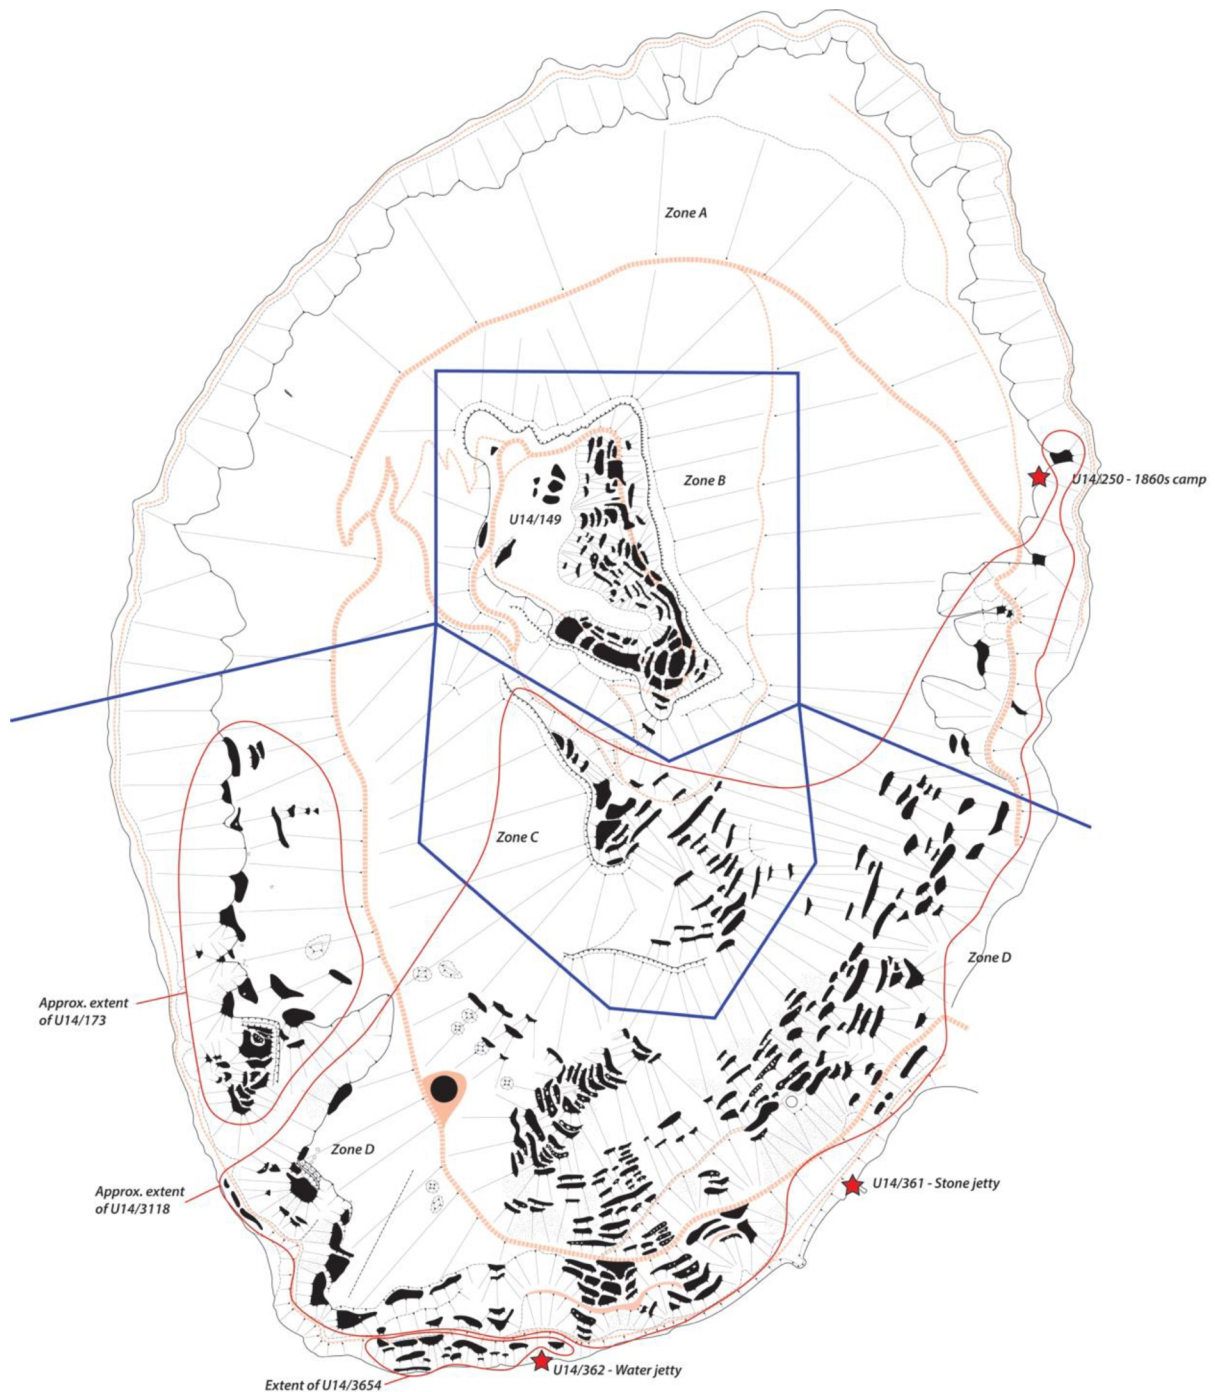 Zone A
U14/250 - 1860s camp
Zone B
U14/149
Zone C
Zone D
Approx. extent
of U14/173
Zone D
Approx. extent
of U14/3118
U14/361 - Stone jetty
U14/362 - Water jetty
Extent of U14/3654